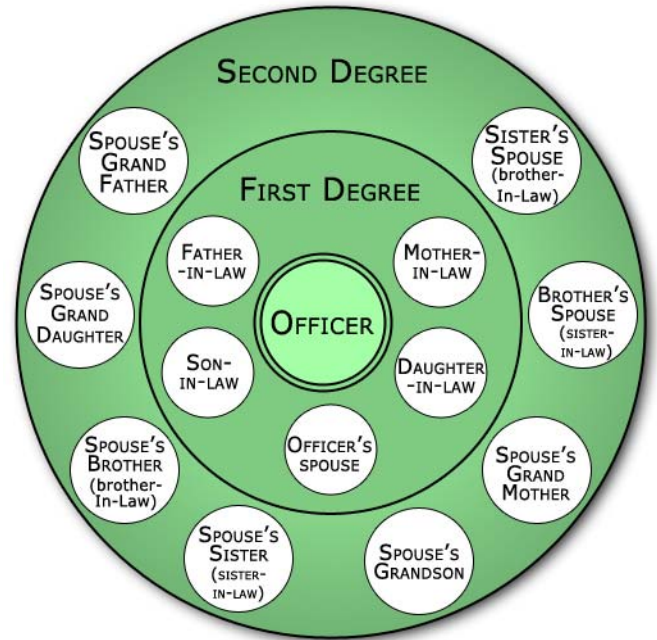 SECOND DEGREE
SPOUSE'S
GRAND
FATHER
SISTER'S
SPOUSE
(brother-
In-Law)
FIRST DEGREE
FATHER
-IN-LAW
MOTHER-
IN-LAW
OFFICER
SPOUSE'S
GRAND
DAUGHTER
BROTHER'S
SPOUSE
(SISTER-
IN-LAW)
SON-
IN-LAW
DAUGHTER
-IN-LAW
OFFICER'S
SPOUSE
SPOUSE'S
BROTHER
(brother-
In-Law)
SPOUSE'S
GRAND
MOTHER
SPOUSE'S
SISTER
(SISTER-
IN-LAW)
SPOUSE'S
GRANDSON